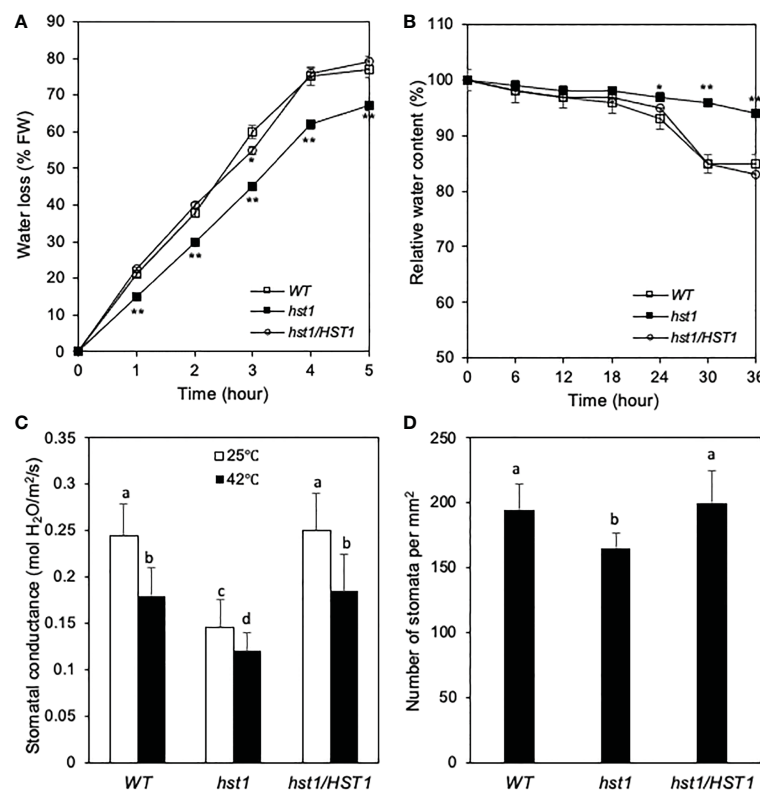 A
Water loss (% FW)
90
80
70
60
50
40
30
20
10
0
0 1 2 3 4 5
Time (hour)
* ** ** ** ** **
WT
hst1
hst1/HST1
B
Relative water content (%)
110
100
90
80
70
60
50
0 6 12 18 24 30 36
Time (hour)
* ** **
WT
hst1
hst1/HST1
C
Stomatal conductance (mol H₂O/m²/s)
0.35
0.3
0.25
0.2
0.15
0.1
0.05
0
25°C
42°C
a b c d a b
WT hst1 hst1/HST1
D
Number of stomata per mm²
250
200
150
100
50
0
a b a
WT hst1 hst1/HST1